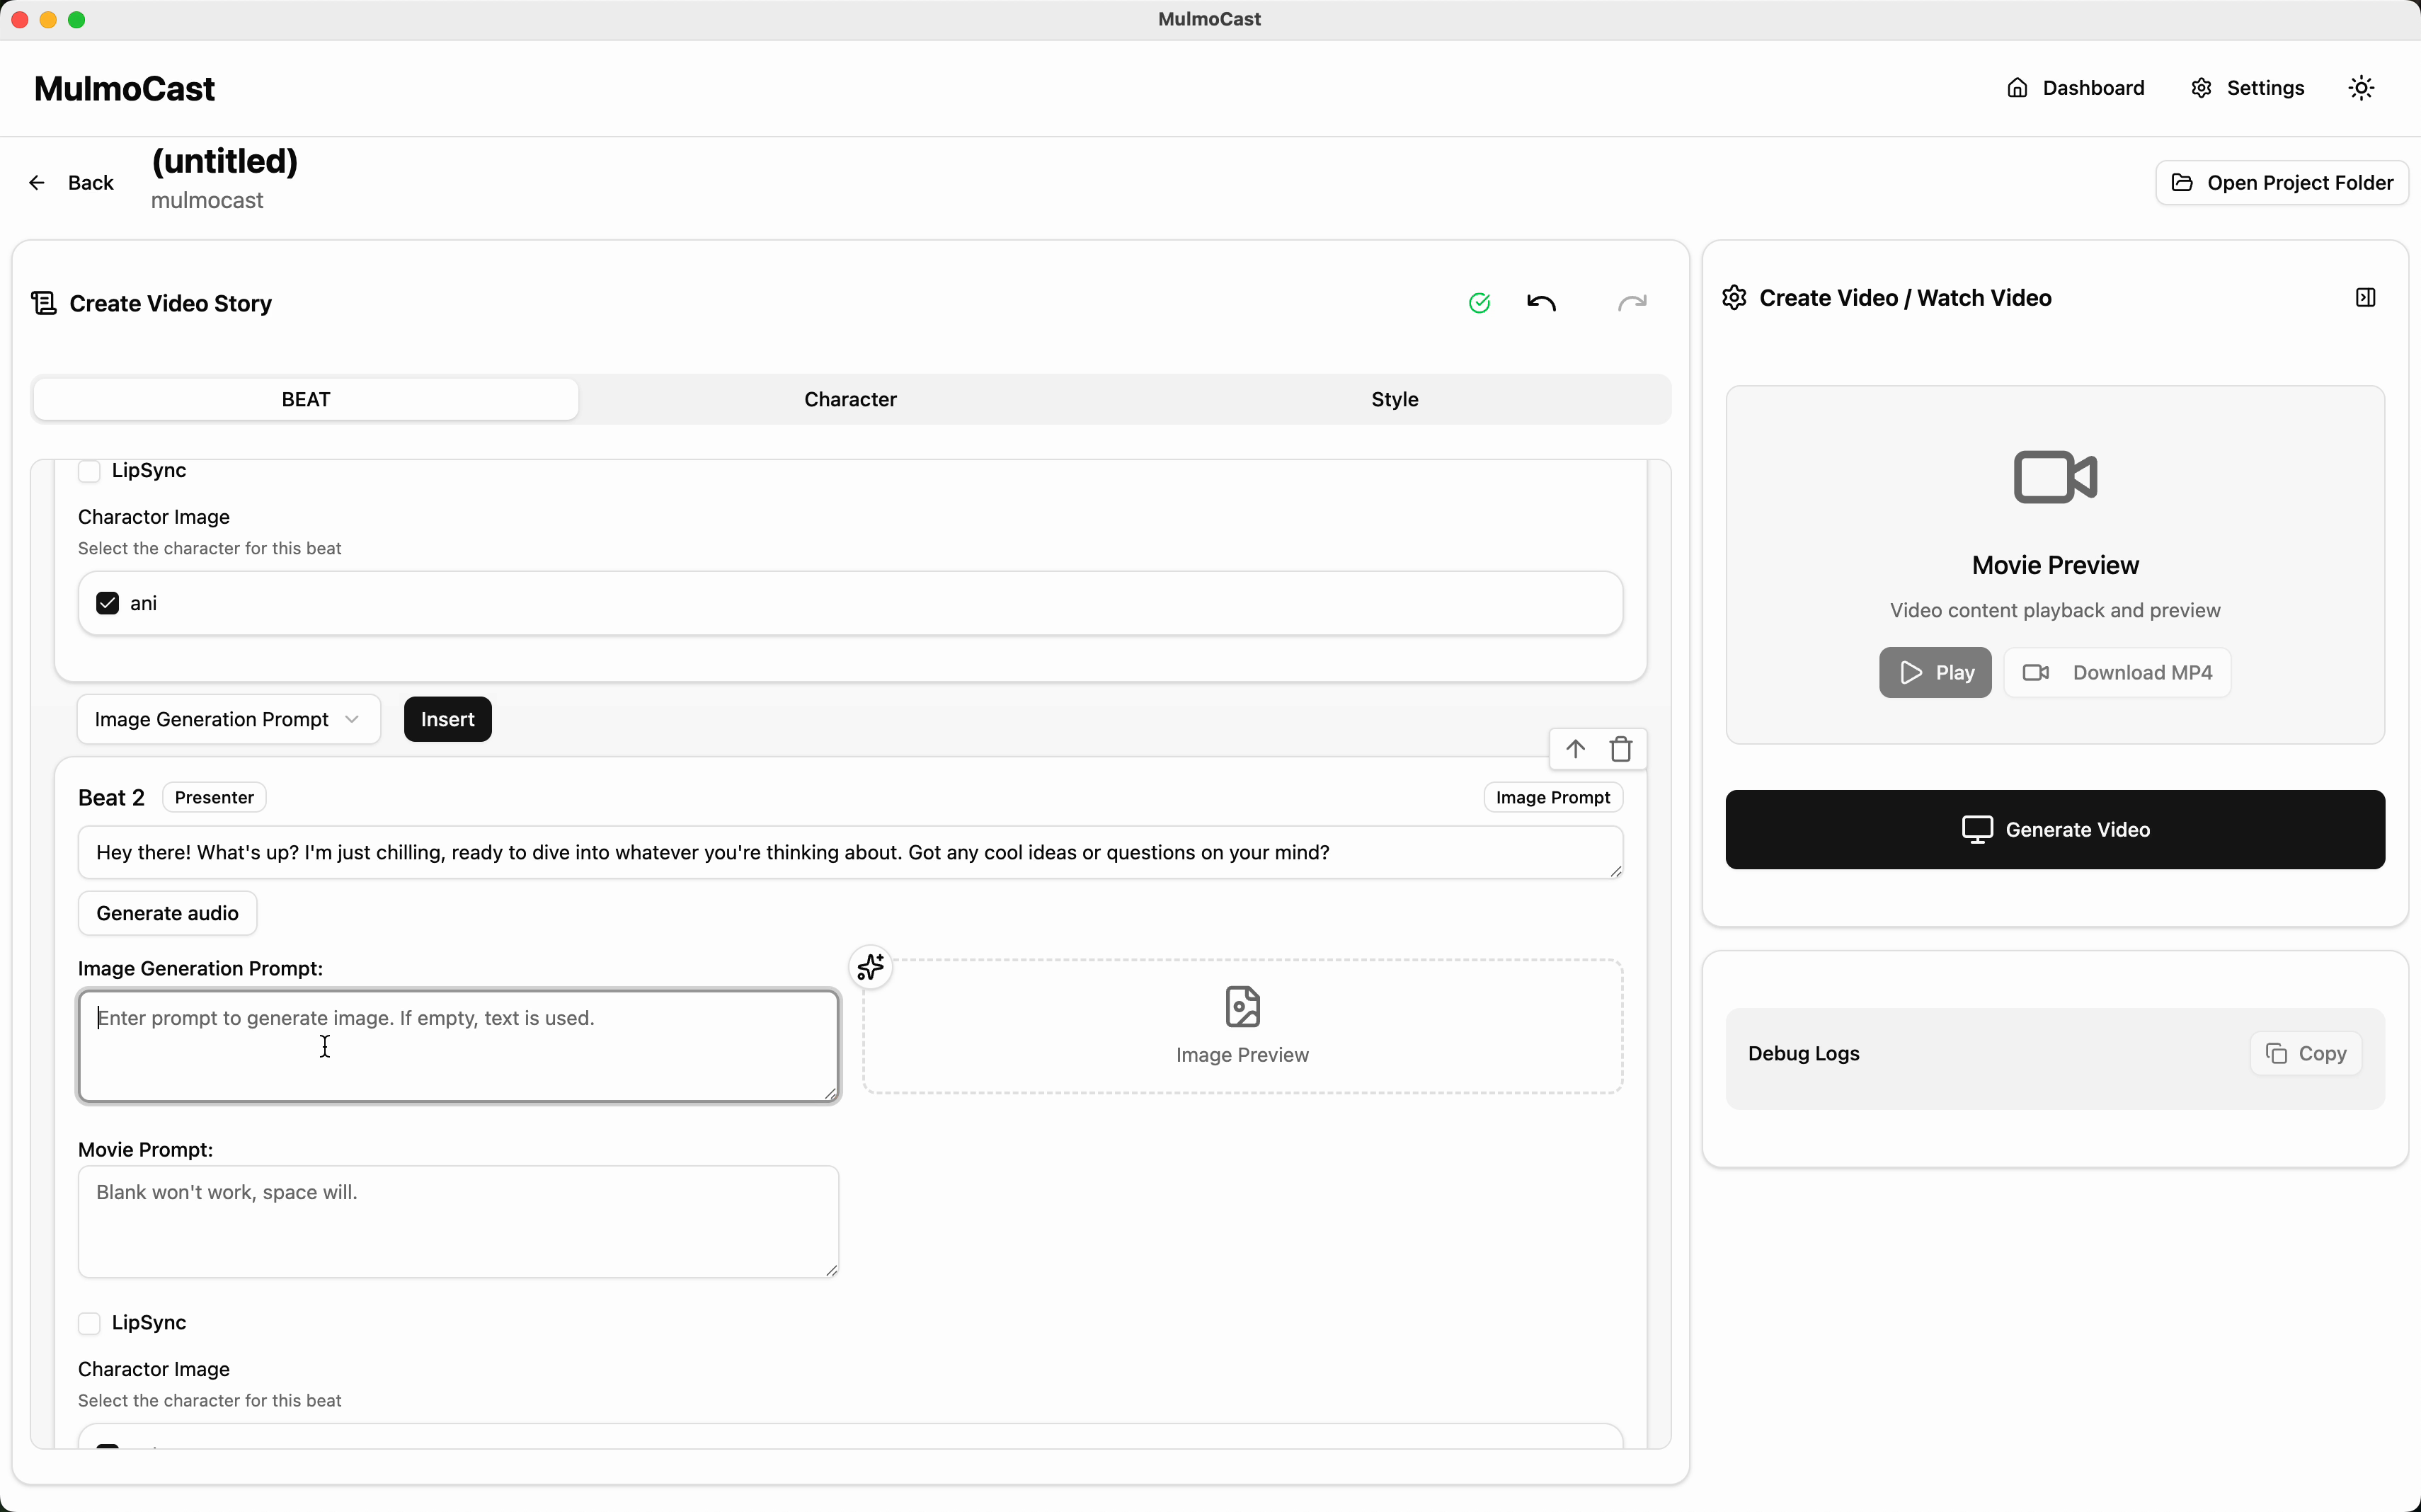 MulmoCast
MulmoCast
Dashboard
Settings
Back
(untitled)
mulmocast
Open Project Folder
Create Video Story
BEAT
Character
Style
LipSync
Charactor Image
Select the character for this beat
ani
Image Generation Prompt
Insert
Beat 2
Presenter
Image Prompt
Hey there! What's up? I'm just chilling, ready to dive into whatever you're thinking about. Got any cool ideas or questions on your mind?
Generate audio
Image Generation Prompt:
Enter prompt to generate image. If empty, text is used.
Image Preview
Movie Prompt:
Blank won't work, space will.
LipSync
Charactor Image
Select the character for this beat
Create Video / Watch Video
Movie Preview
Video content playback and preview
Play
Download MP4
Generate Video
Debug Logs
Copy